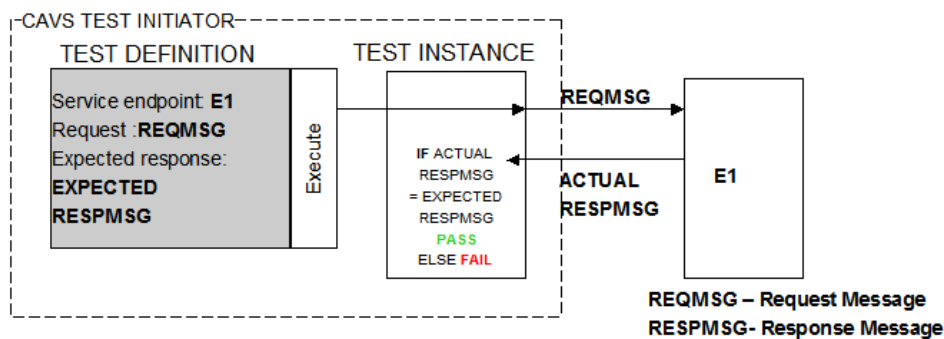 CAVS TEST INITIATOR
TEST DEFINITION
Service endpoint: E1
Request :REQMSG
Expected response:
EXPECTED
RESPMSG
Execute
TEST INSTANCE
IF ACTUAL
RESPMSG
= EXPECTED
RESPMSG
PASS
ELSE FAIL
REQMSG
ACTUAL
RESPMSG
E1
REQMSG – Request Message
RESPMSG- Response Message